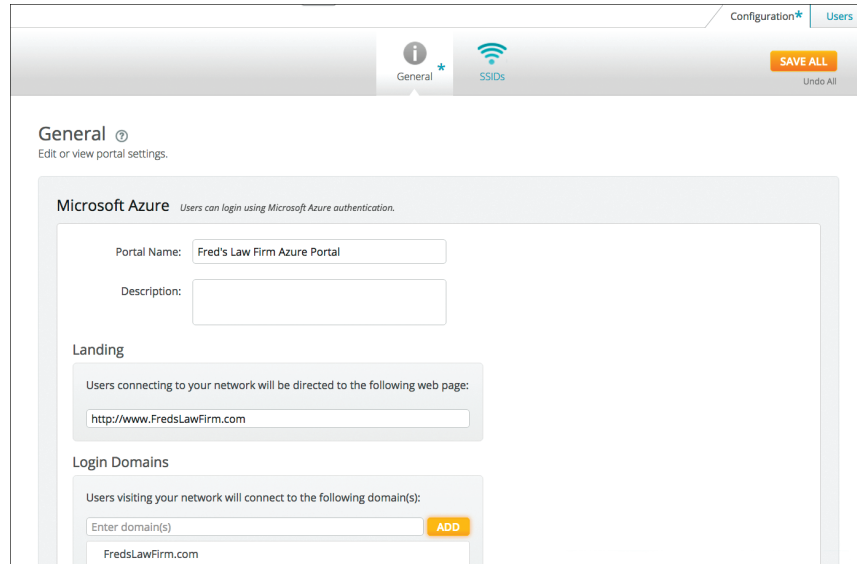 Configuration* Users
General * SSIDs
SAVE ALL
Undo All
General ?
Edit or view portal settings.
Microsoft Azure Users can login using Microsoft Azure authentication.
Portal Name: Fred's Law Firm Azure Portal
Description:
Landing
Users connecting to your network will be directed to the following web page:
http://www.FredsLawFirm.com
Login Domains
Users visiting your network will connect to the following domain(s):
Enter domain(s) ADD
FredsLawFirm.com